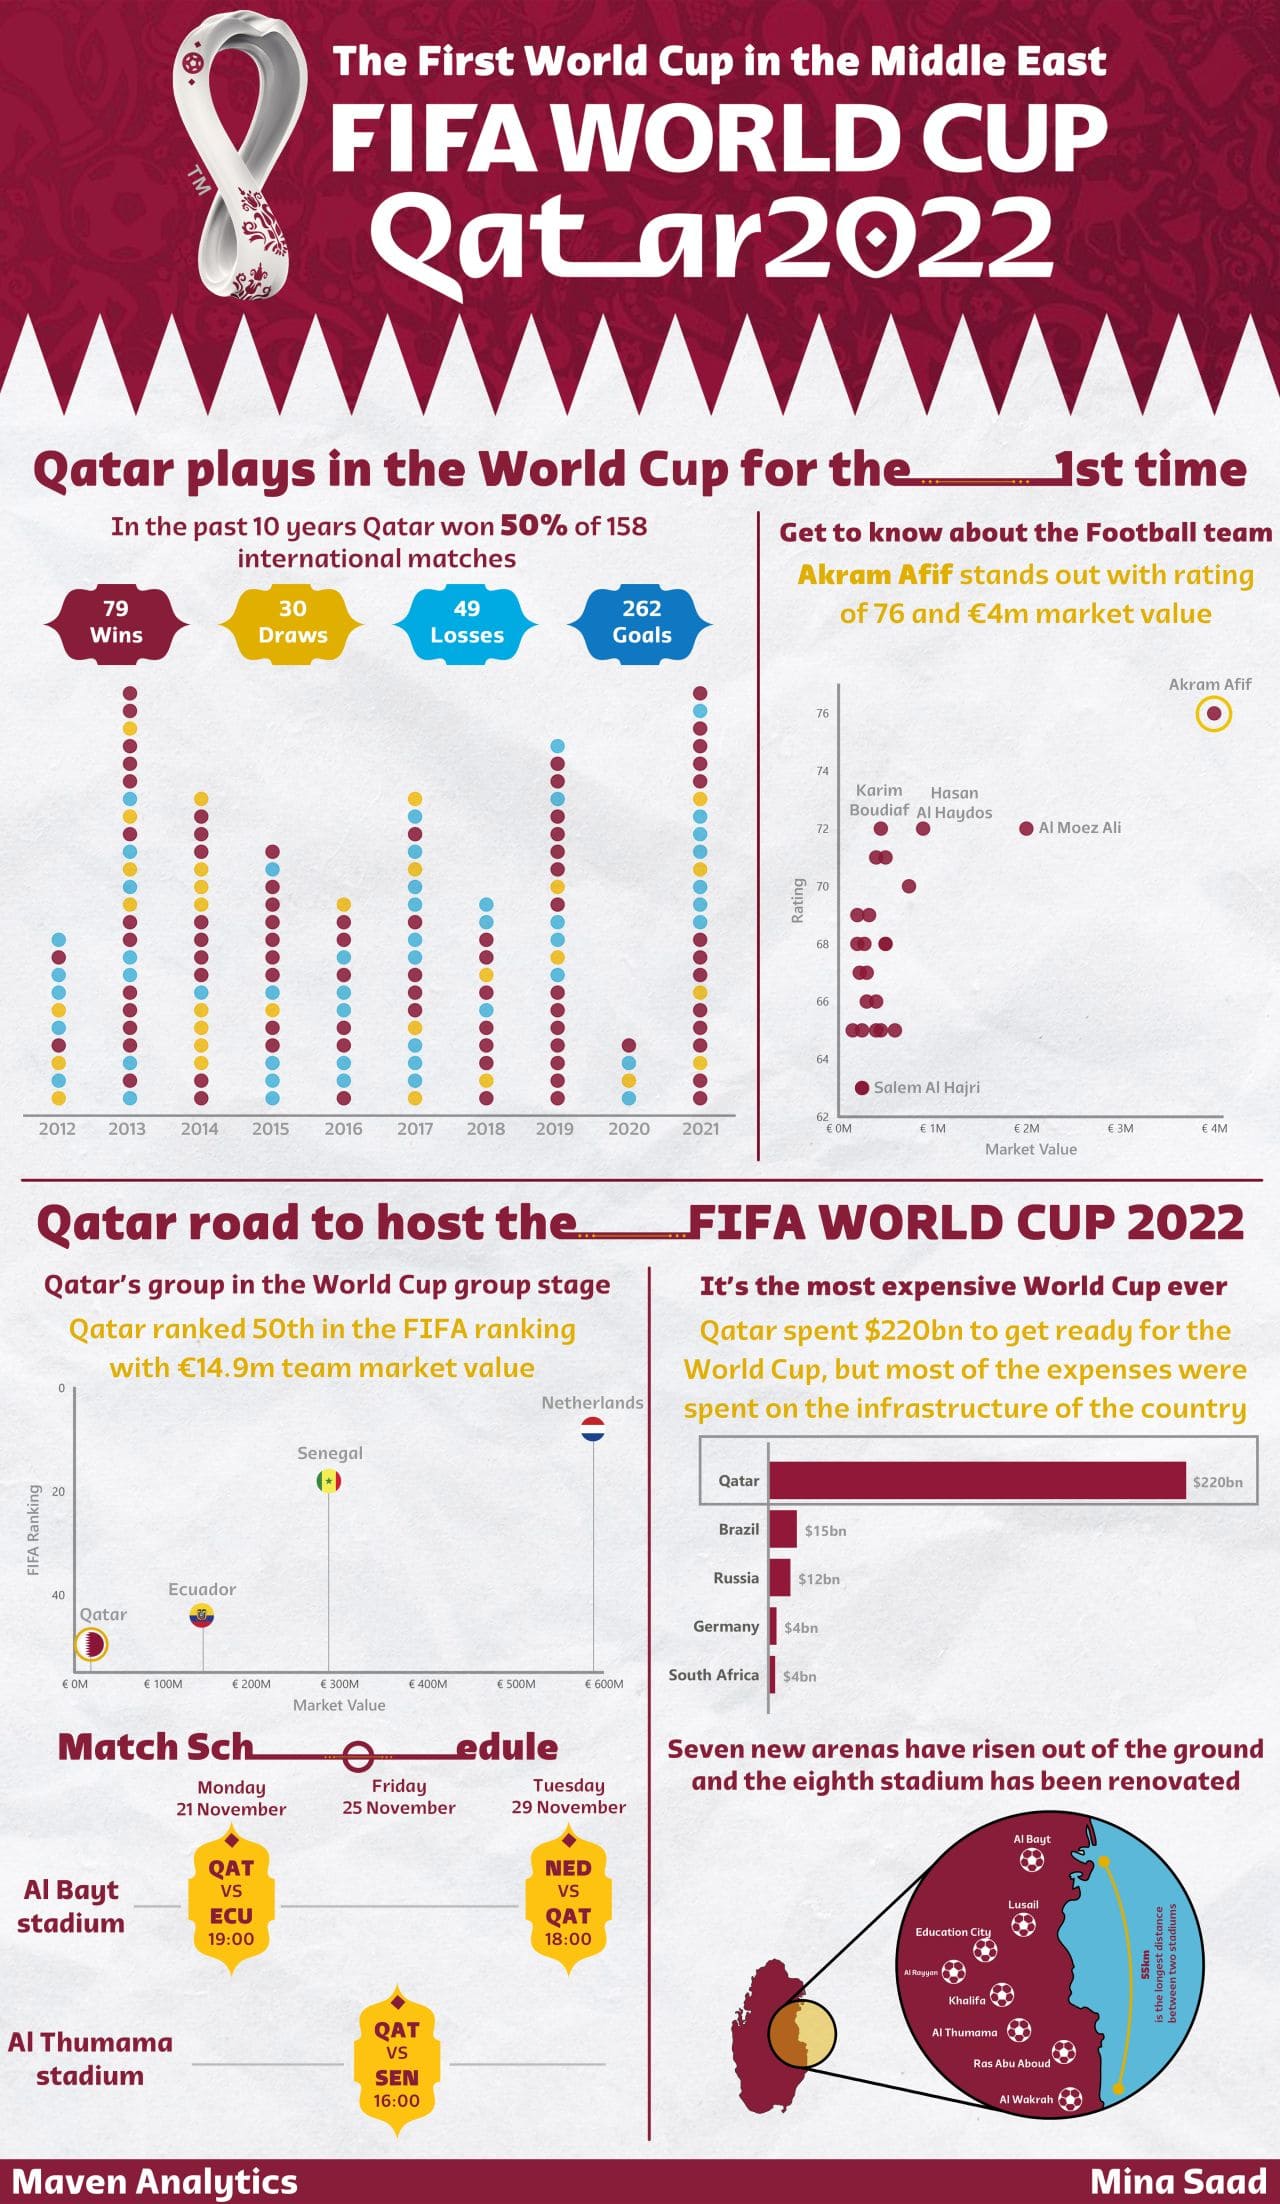 The First World Cup in the Middle East
FIFA WORLD CUP
Qatar2022
TM
Qatar plays in the World Cup for the 1st time
In the past 10 years Qatar won 50% of 158
international matches
79
Wins
30
Draws
49
Losses
262
Goals
2012 2013 2014 2015 2016 2017 2018 2019 2020 2021
Get to know about the Football team
Akram Afif stands out with rating
of 76 and €4m market value
Akram Afif
Karim
Boudiaf
Hasan
Al Haydos
Al Moez Ali
Salem Al Hajri
Rating
76
74
72
70
68
66
64
62
€ 0M € 1M € 2M € 3M € 4M
Market Value
Qatar road to host the FIFA WORLD CUP 2022
Qatar's group in the World Cup group stage
Qatar ranked 50th in the FIFA ranking
with €14.9m team market value
0
20
40
FIFA Ranking
Netherlands
Senegal
Ecuador
Qatar
€ 0M € 100M € 200M € 300M € 400M € 500M € 600M
Market Value
It's the most expensive World Cup ever
Qatar spent $220bn to get ready for the
World Cup, but most of the expenses were
spent on the infrastructure of the country
Qatar $220bn
Brazil $15bn
Russia $12bn
Germany $4bn
South Africa $4bn
Match Schedule
Monday
21 November
Friday
25 November
Tuesday
29 November
Al Bayt
stadium
QAT
VS
ECU
19:00
NED
VS
QAT
18:00
Al Thumama
stadium
QAT
VS
SEN
16:00
Seven new arenas have risen out of the ground
and the eighth stadium has been renovated
Al Bayt
Lusail
Education City
Al Rayyan
Khalifa
Al Thumama
Ras Abu Aboud
Al Wakrah
55km
is the longest distance
between two stadiums
Maven Analytics
Mina Saad